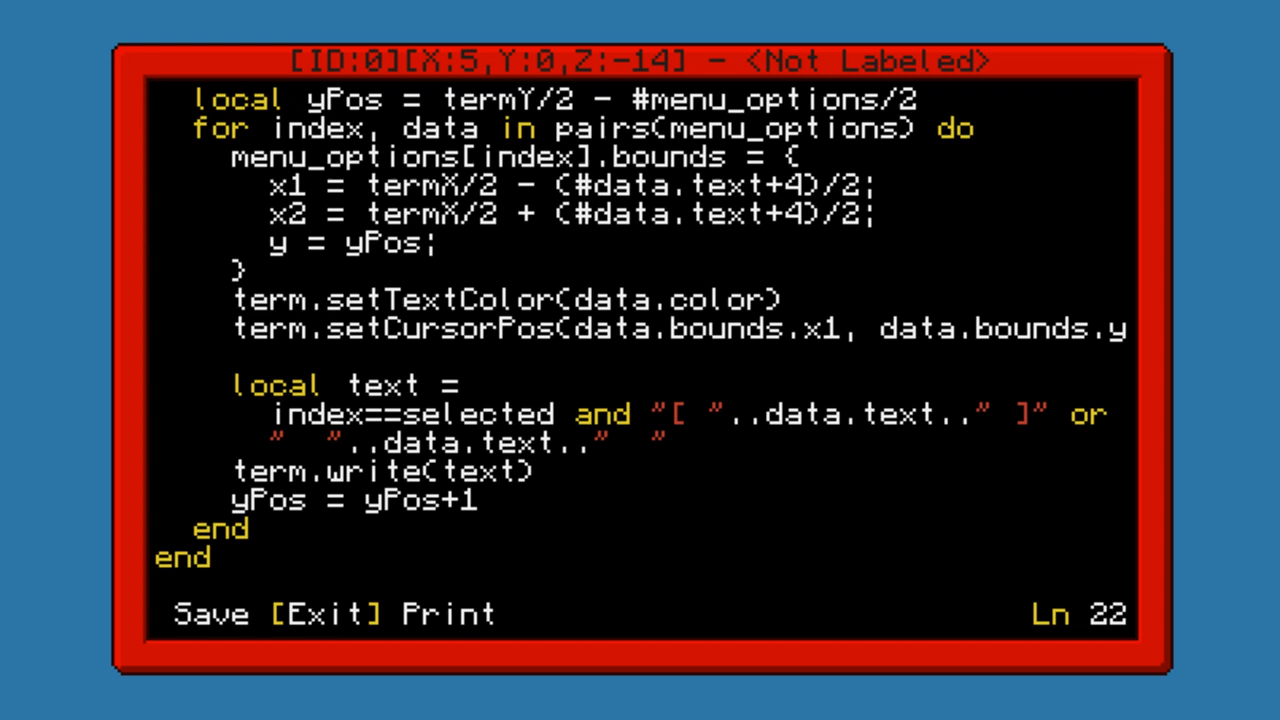 [ID:0][X:5,Y:0,Z:-14] - <Not Labeled>
local yPos = termY/2 - #menu_options/2
for index, data in pairs(menu_options) do
menu_options[index].bounds = {
x1 = termX/2 - (#data.text+4)/2;
x2 = termX/2 + (#data.text+4)/2;
y = yPos;
}
term.setTextColor(data.color)
term.setCursorPos(data.bounds.x1, data.bounds.y
local text =
index==selected and "[ "..data.text.." ]" or
"  "..data.text.."  "
term.write(text)
yPos = yPos+1
end
end
Save [Exit] Print Ln 22